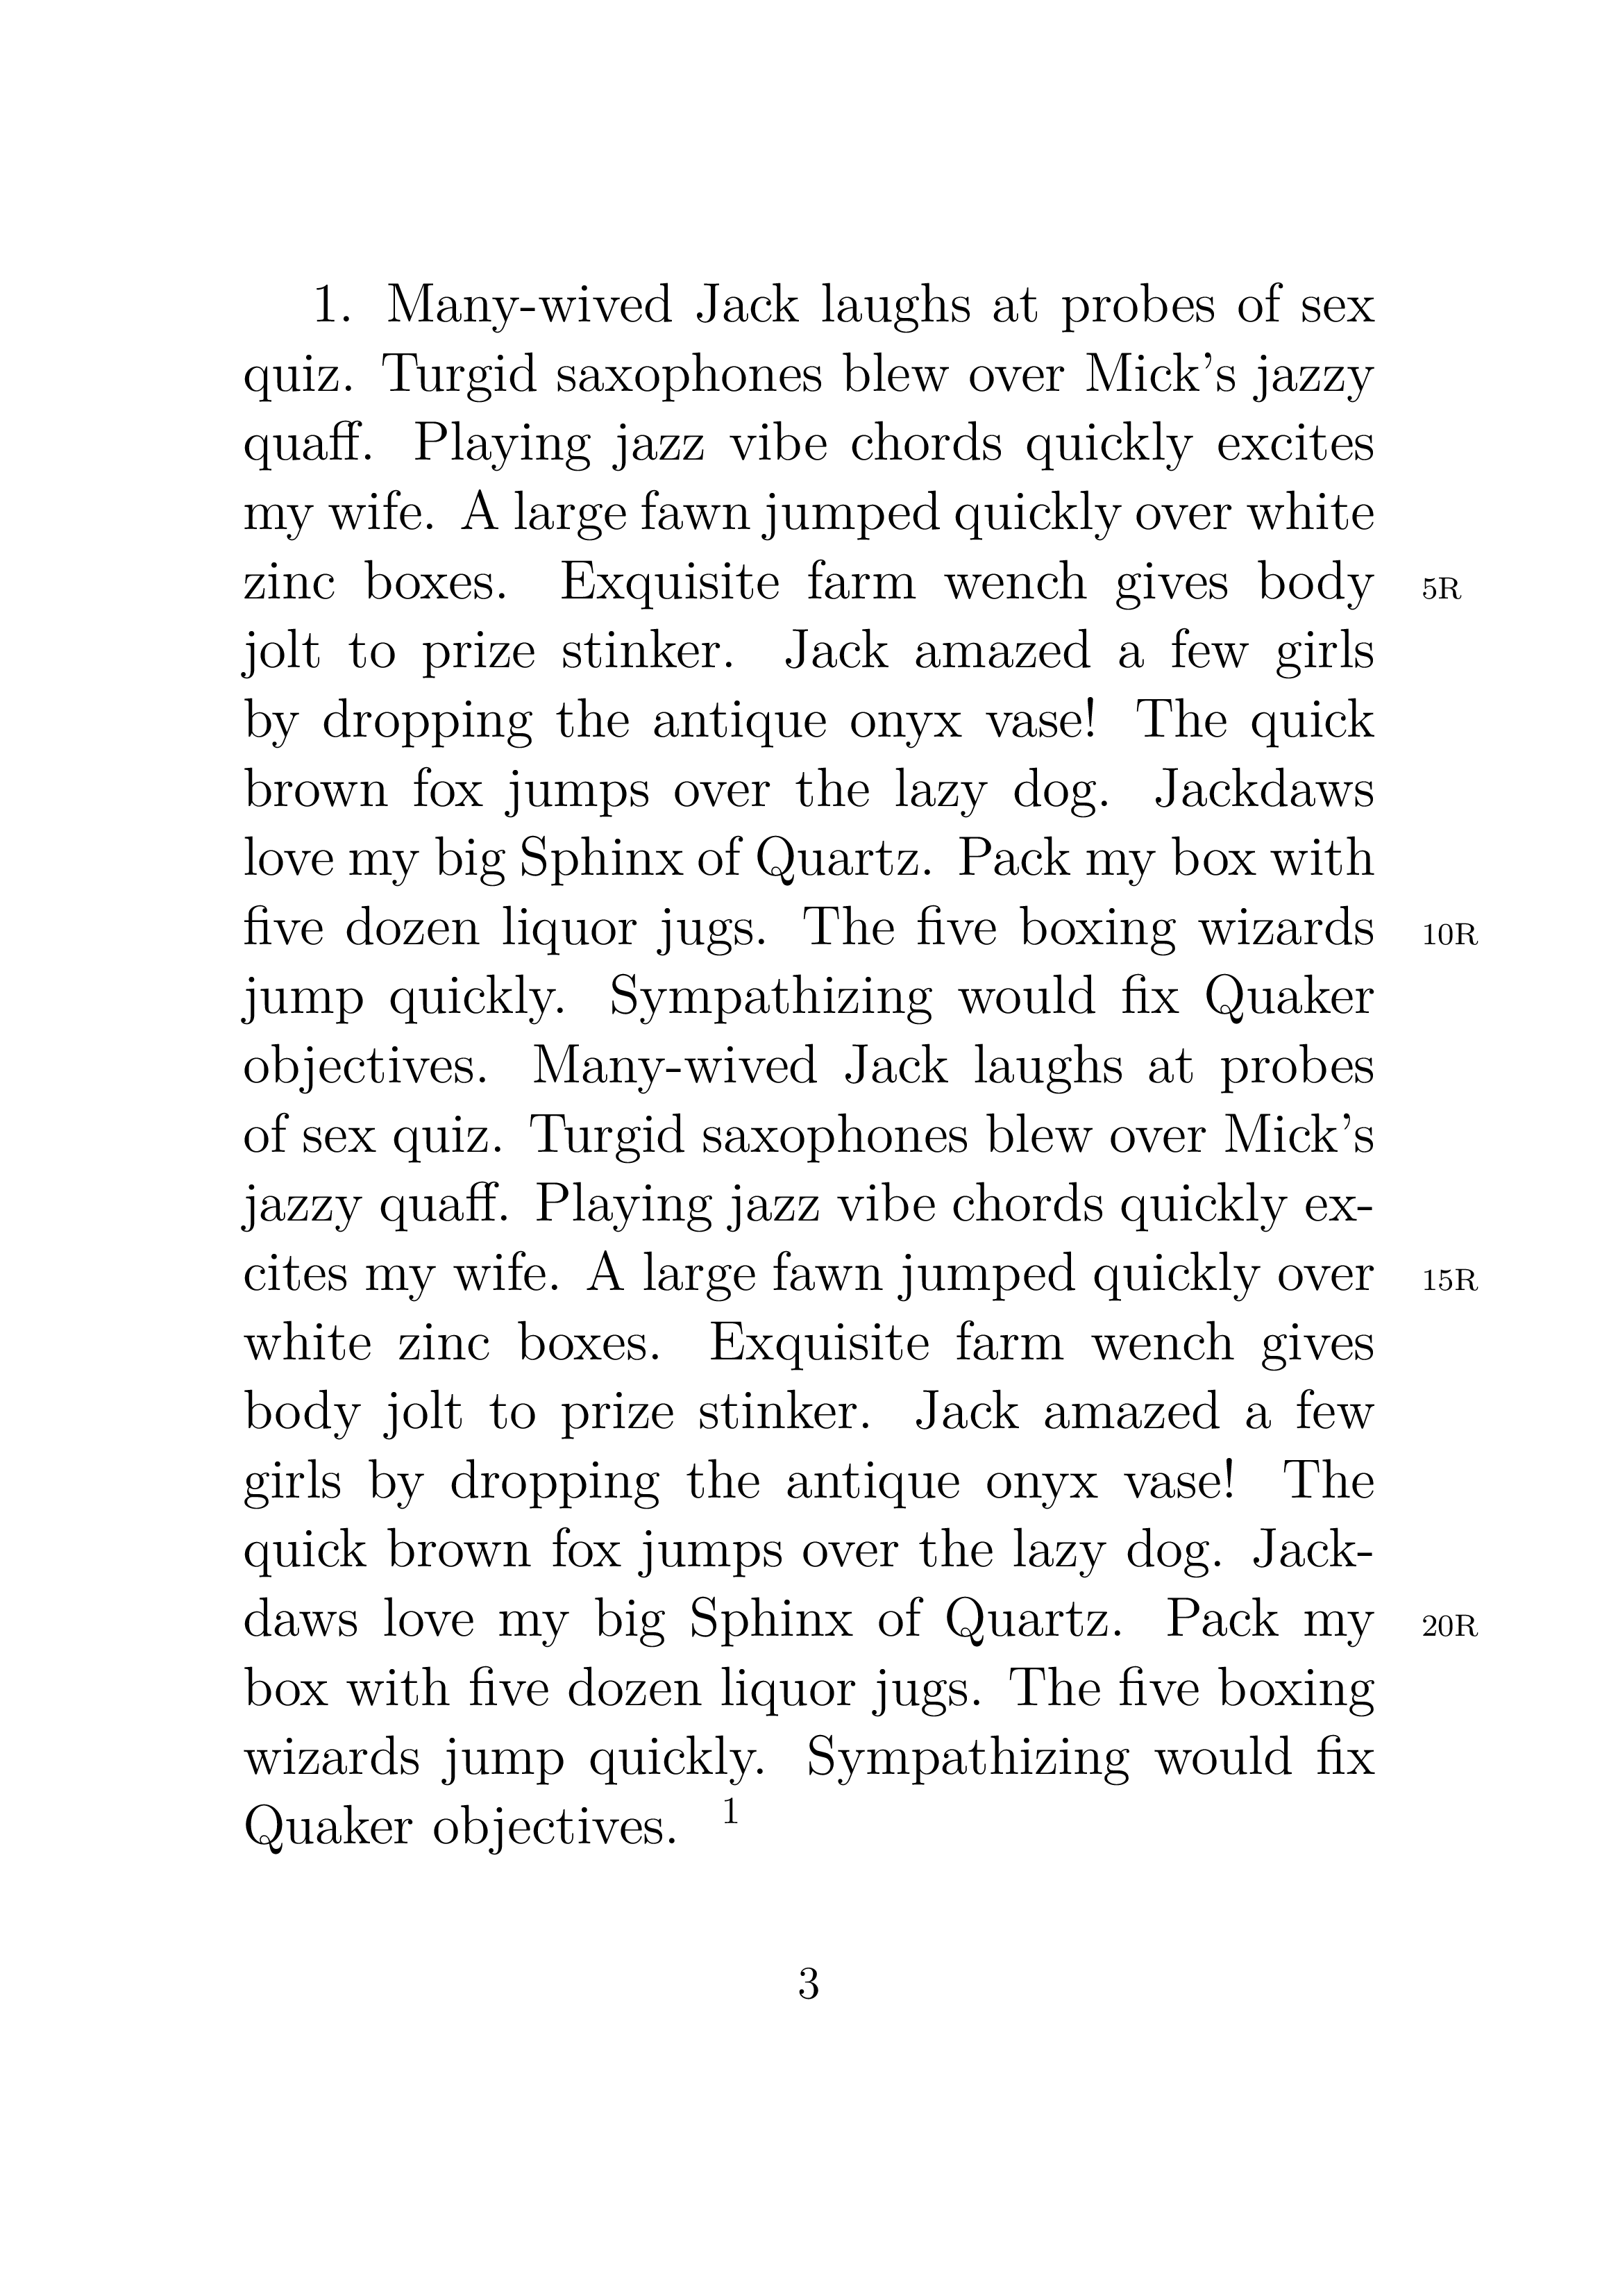 1. Many-wived Jack laughs at probes of sex
quiz. Turgid saxophones blew over Mick’s jazzy
quaff. Playing jazz vibe chords quickly excites
my wife. A large fawn jumped quickly over white
zinc boxes. Exquisite farm wench gives body 5R
jolt to prize stinker. Jack amazed a few girls
by dropping the antique onyx vase! The quick
brown fox jumps over the lazy dog. Jackdaws
love my big Sphinx of Quartz. Pack my box with
five dozen liquor jugs. The five boxing wizards 10R
jump quickly. Sympathizing would fix Quaker
objectives. Many-wived Jack laughs at probes
of sex quiz. Turgid saxophones blew over Mick’s
jazzy quaff. Playing jazz vibe chords quickly ex-
cites my wife. A large fawn jumped quickly over 15R
white zinc boxes. Exquisite farm wench gives
body jolt to prize stinker. Jack amazed a few
girls by dropping the antique onyx vase! The
quick brown fox jumps over the lazy dog. Jack-
daws love my big Sphinx of Quartz. Pack my 20R
box with five dozen liquor jugs. The five boxing
wizards jump quickly. Sympathizing would fix
Quaker objectives. 1
3